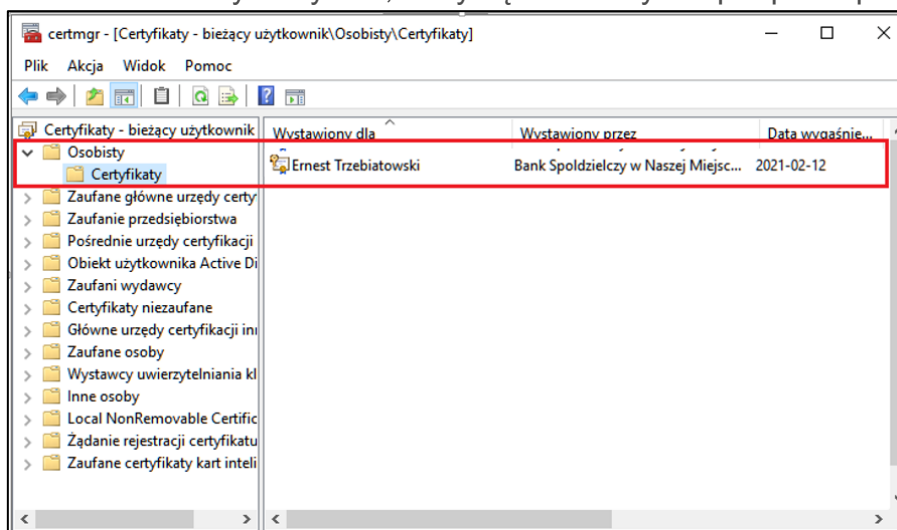 certmgr - [Certyfikaty - bieżący użytkownik\Osobisty\Certyfikaty]
Plik Akcja Widok Pomoc
Certyfikaty - bieżący użytkownik
Wystawiony dla Wystawiony przez Data wygaśnie...
Osobisty
Certyfikaty
Ernest Trzebiatowski Bank Spoldzielczy w Naszej Miejsc... 2021-02-12
Zaufane główne urzędy certy
Zaufanie przedsiębiorstwa
Pośrednie urzędy certyfikacji
Obiekt użytkownika Active Di
Zaufani wydawcy
Certyfikaty niezaufane
Główne urzędy certyfikacji inn
Zaufane osoby
Wystawcy uwierzytelniania kl
Inne osoby
Local NonRemovable Certific
Żądanie rejestracji certyfikatu
Zaufane certyfikaty kart inteli